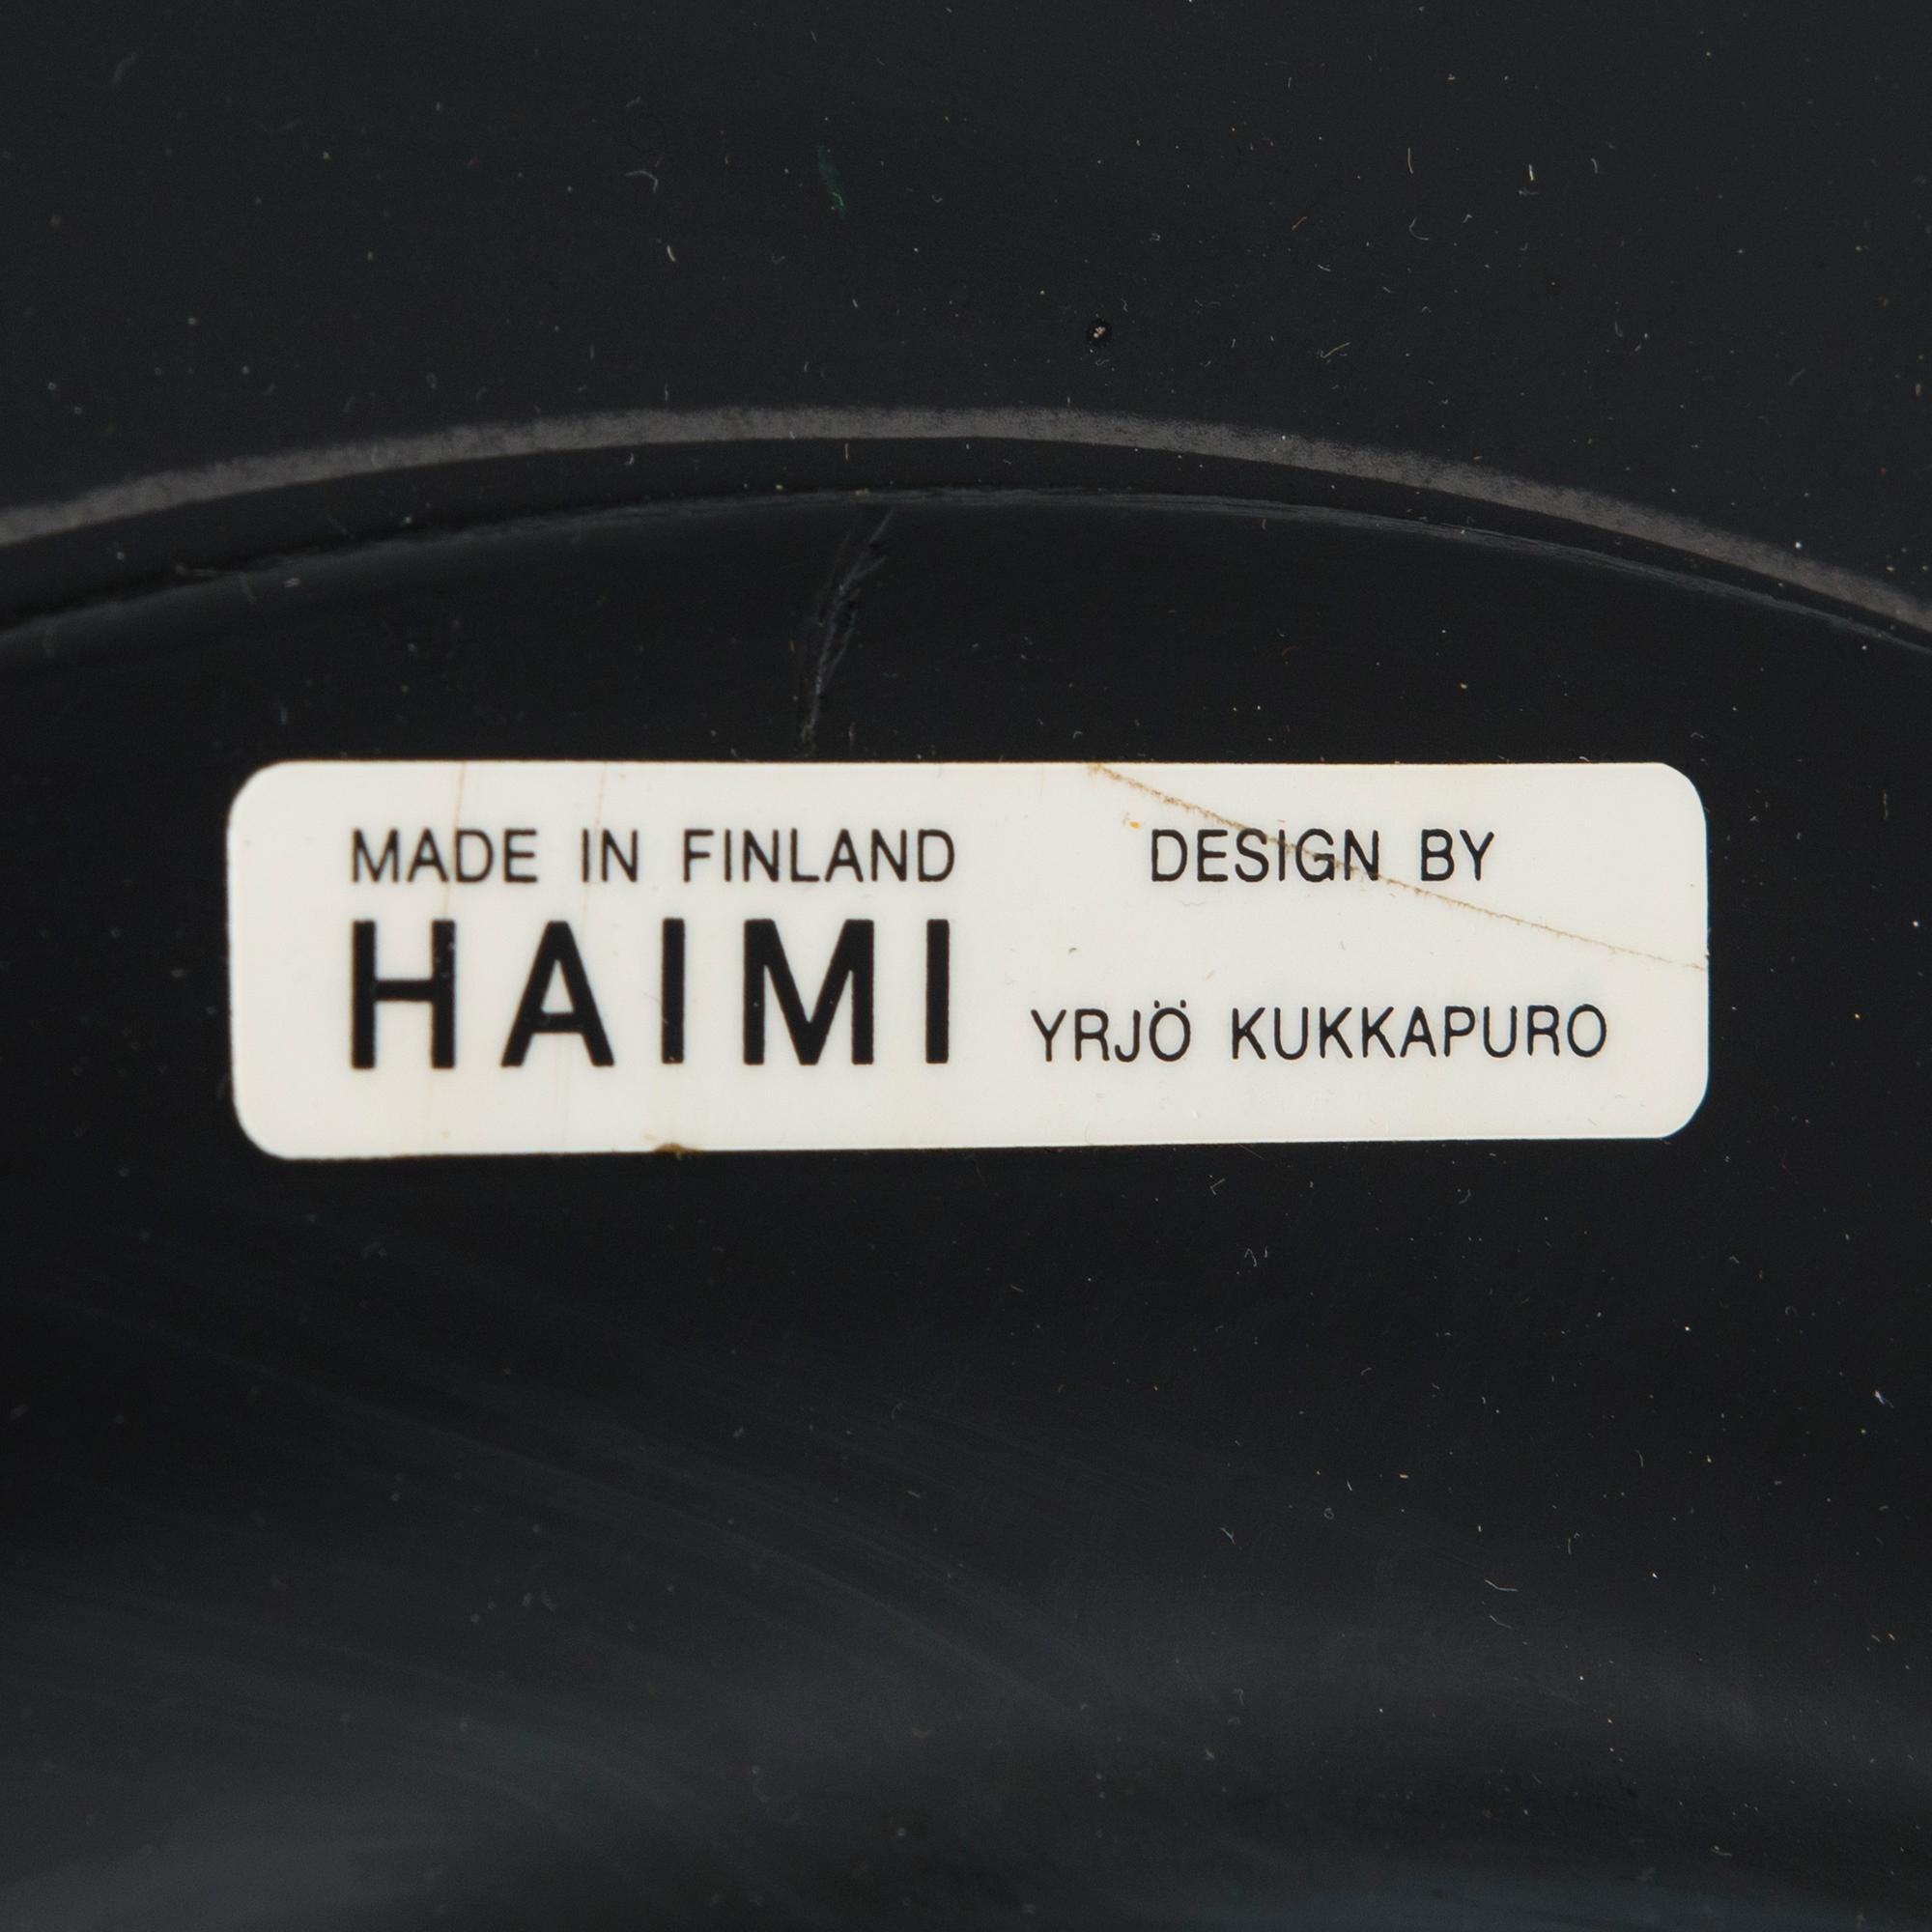 MADE IN FINLAND
HAIMI
DESIGN BY
YRJÖ KUKKAPURO